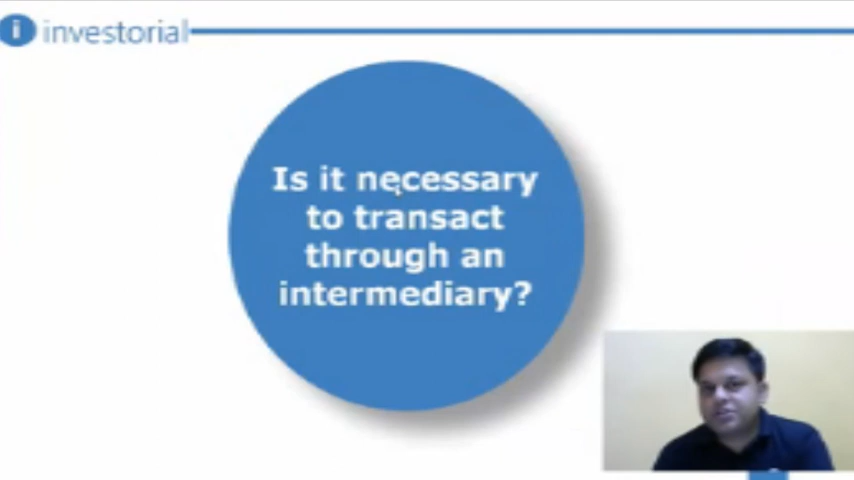 i investorial
Is it necessary
to transact
through an
intermediary?